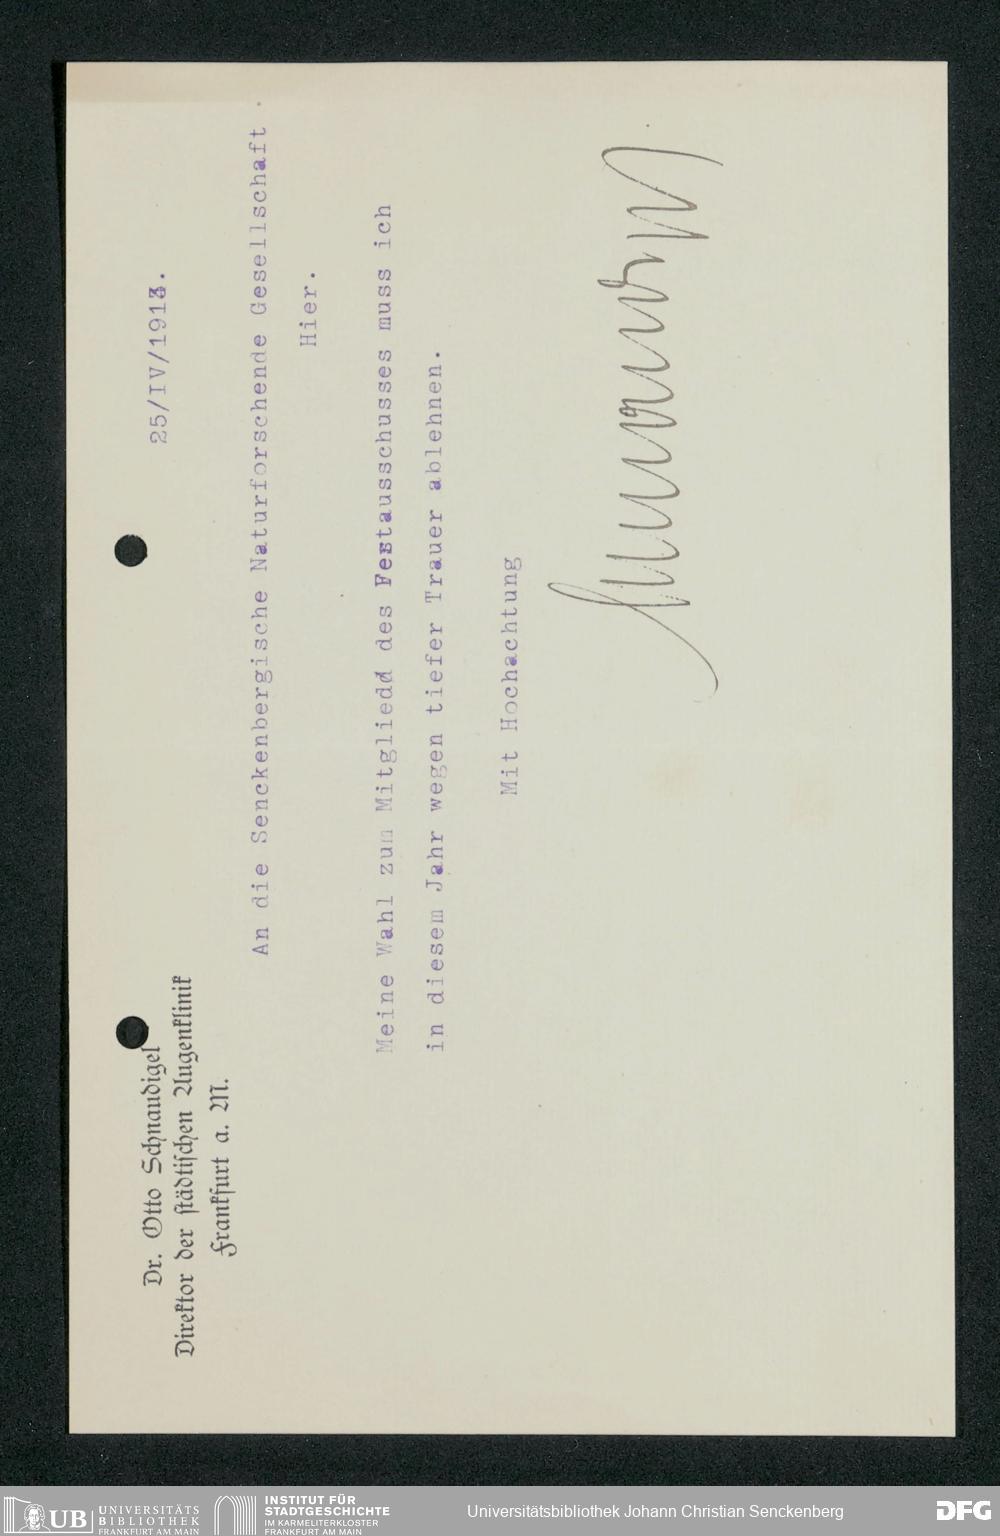 Dr. Otto Schnaudigel
Direktor der städtischen Augenklinik
Frankfurt a. M.
25/IV/1913.
An die Senckenbergische Naturforschende Gesellschaft
Hier.
Meine Wahl zum Mitgliedd des Festausschusses muss ich
in diesem Jahr wegen tiefer Trauer ablehnen.
Mit Hochachtung
UB UNIVERSITÄTS
BIBLIOTHEK
FRANKFURT AM MAIN
INSTITUT FÜR
STADTGESCHICHTE
IM KARMELITERKLOSTER
FRANKFURT AM MAIN
Universitätsbibliothek Johann Christian Senckenberg
DFG